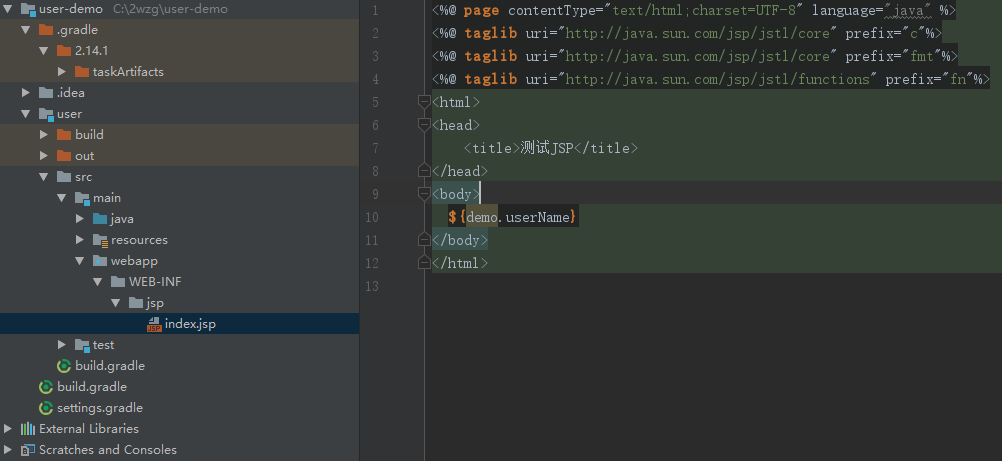 user-demo C:\2wzg\user-demo
.gradle
2.14.1
taskArtifacts
.idea
user
build
out
src
main
java
resources
webapp
WEB-INF
jsp
index.jsp
test
build.gradle
build.gradle
settings.gradle
External Libraries
Scratches and Consoles
1 <%@ page contentType="text/html;charset=UTF-8" language="java" %>
2 <%@ taglib uri="http://java.sun.com/jsp/jstl/core" prefix="c"%>
3 <%@ taglib uri="http://java.sun.com/jsp/jstl/core" prefix="fmt"%>
4 <%@ taglib uri="http://java.sun.com/jsp/jstl/functions" prefix="fn"%>
5 <html>
6 <head>
7 <title>测试JSP</title>
8 </head>
9 <body>
10 ${demo.userName}
11 </body>
12 </html>
13